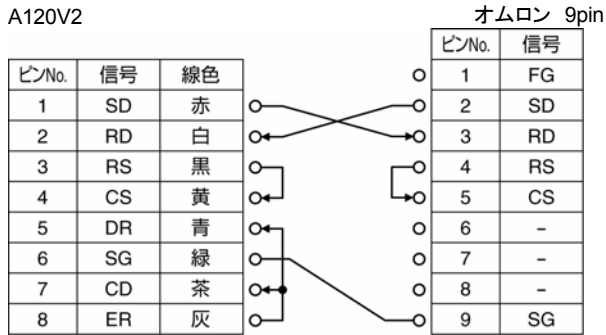 A120V2
オムロン 9pin
ピンNo. 信号 線色
1 SD 赤
2 RD 白
3 RS 黒
4 CS 黄
5 DR 青
6 SG 緑
7 CD 茶
8 ER 灰
ピンNo. 信号
1 FG
2 SD
3 RD
4 RS
5 CS
6 −
7 −
8 −
9 SG